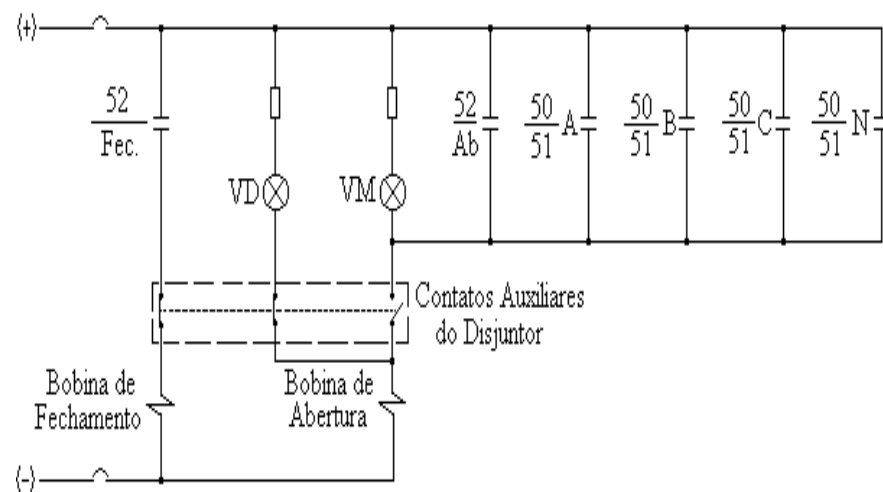 (+)
52
Fec.
VD
VM
52
Ab
50
51
A
50
51
B
50
51
C
50
51
N
Contatos Auxiliares
do Disjuntor
Bobina de
Fechamento
Bobina de
Abertura
(-)